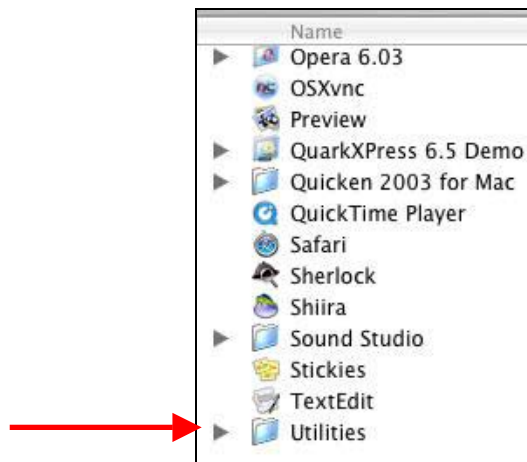 Name
Opera 6.03
OSXvnc
Preview
QuarkXPress 6.5 Demo
Quicken 2003 for Mac
QuickTime Player
Safari
Sherlock
Shiira
Sound Studio
Stickies
TextEdit
Utilities